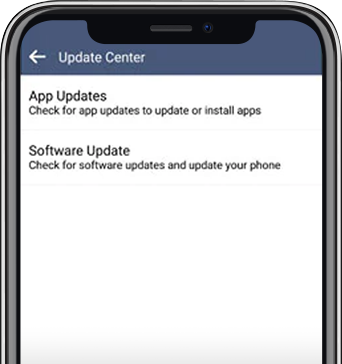 Update Center
App Updates
Check for app updates to update or install apps
Software Update
Check for software updates and update your phone